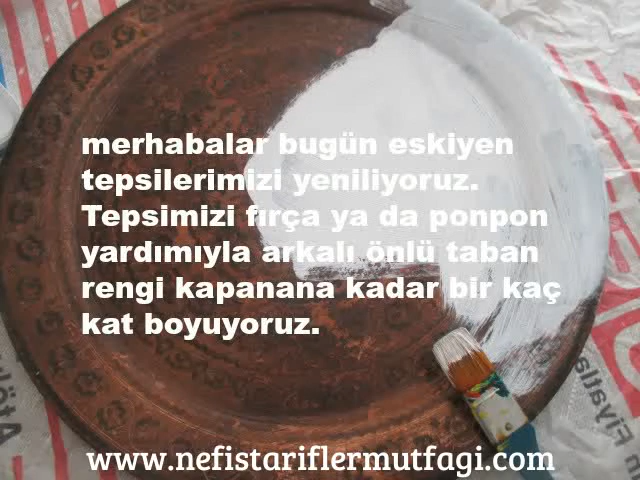 merhabalar bugün eskiyen
tepsilerimizi yeniliyoruz.
Tepsimizi fırça ya da ponpon
yardımıyla arkalı önlü taban
rengi kapanana kadar bir kaç
kat boyuyoruz.
www.nefistariflermutfagi.com
Fiyatla